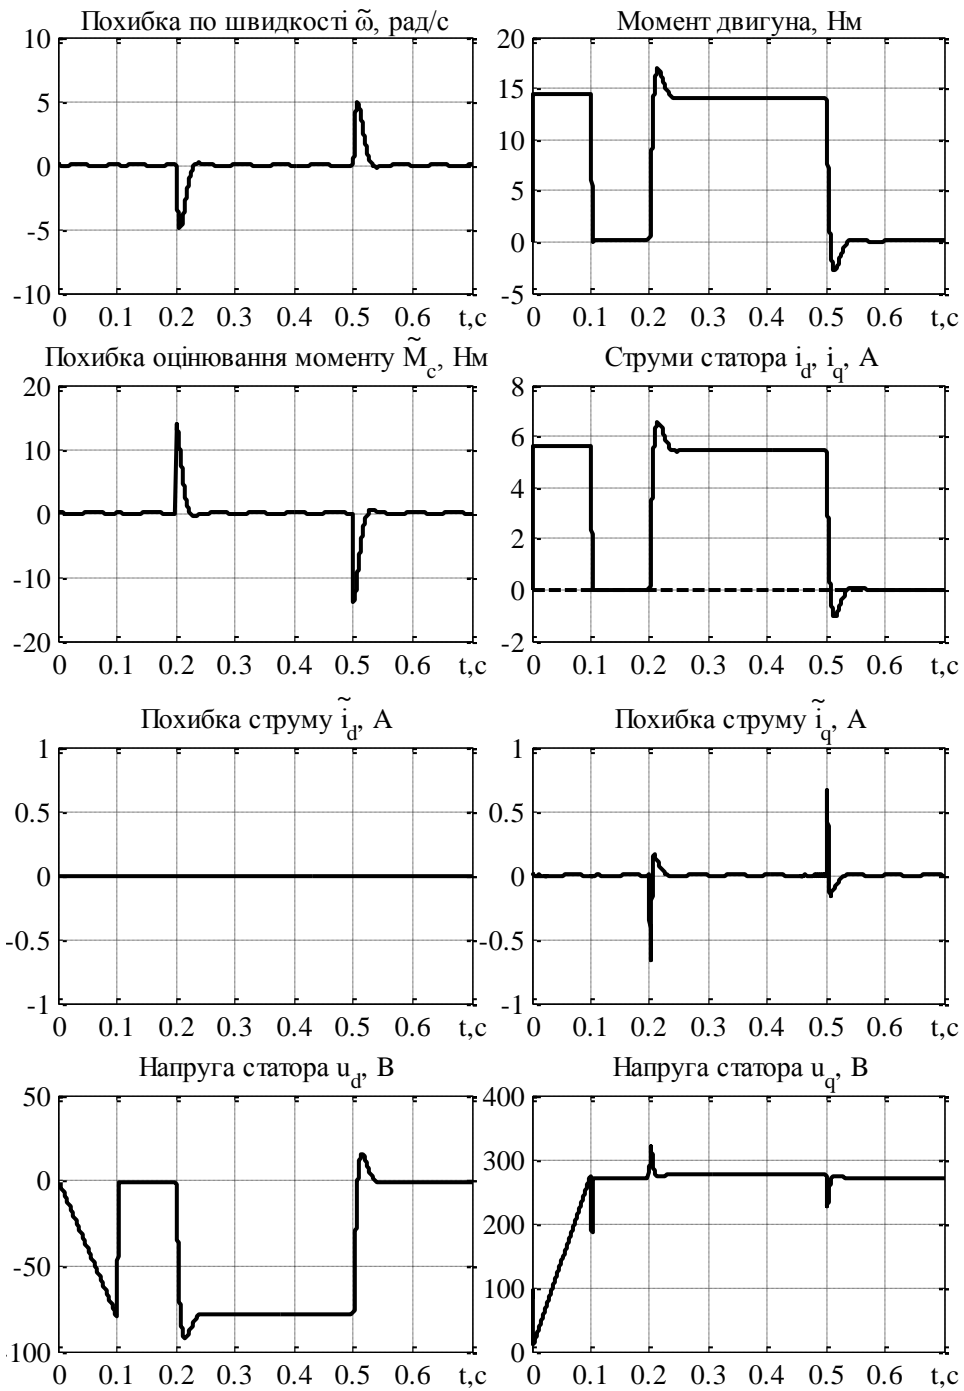 Похибка по швидкості ω̃, рад/с
10
5
0
-5
-10
0 0.1 0.2 0.3 0.4 0.5 0.6 t,c
Момент двигуна, Нм
20
15
10
5
0
-5
0 0.1 0.2 0.3 0.4 0.5 0.6 t,c
Похибка оцінювання моменту M̃c, Нм
20
10
0
-10
-20
0 0.1 0.2 0.3 0.4 0.5 0.6 t,c
Струми статора id, iq, А
8
6
4
2
0
-2
0 0.1 0.2 0.3 0.4 0.5 0.6 t,c
Похибка струму ĩd, А
1
0.5
0
-0.5
-1
0 0.1 0.2 0.3 0.4 0.5 0.6 t,c
Похибка струму ĩq, А
1
0.5
0
-0.5
-1
0 0.1 0.2 0.3 0.4 0.5 0.6 t,c
Напруга статора ud, В
50
0
-50
-100
0 0.1 0.2 0.3 0.4 0.5 0.6 t,c
Напруга статора uq, В
400
300
200
100
0
0 0.1 0.2 0.3 0.4 0.5 0.6 t,c